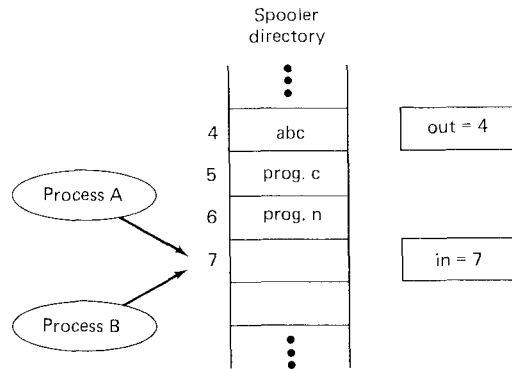 Spooler
directory
4 abc
out = 4
5 prog. c
Process A
6 prog. n
7
in = 7
Process B